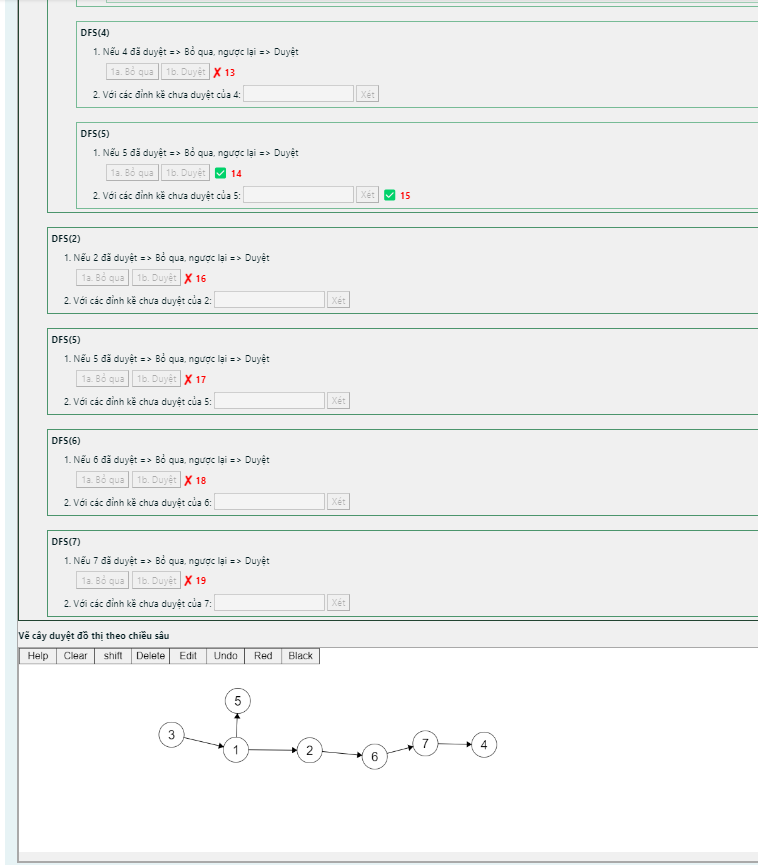 DFS(4)
1. Nếu 4 đã duyệt => Bỏ qua, ngược lại => Duyệt
1a. Bỏ qua 1b. Duyệt ✗ 13
2. Với các đỉnh kề chưa duyệt của 4: Xét
DFS(5)
1. Nếu 5 đã duyệt => Bỏ qua, ngược lại => Duyệt
1a. Bỏ qua 1b. Duyệt ✅ 14
2. Với các đỉnh kề chưa duyệt của 5: Xét ✅ 15
DFS(2)
1. Nếu 2 đã duyệt => Bỏ qua, ngược lại => Duyệt
1a. Bỏ qua 1b. Duyệt ✗ 16
2. Với các đỉnh kề chưa duyệt của 2: Xét
DFS(5)
1. Nếu 5 đã duyệt => Bỏ qua, ngược lại => Duyệt
1a. Bỏ qua 1b. Duyệt ✗ 17
2. Với các đỉnh kề chưa duyệt của 5: Xét
DFS(6)
1. Nếu 6 đã duyệt => Bỏ qua, ngược lại => Duyệt
1a. Bỏ qua 1b. Duyệt ✗ 18
2. Với các đỉnh kề chưa duyệt của 6: Xét
DFS(7)
1. Nếu 7 đã duyệt => Bỏ qua, ngược lại => Duyệt
1a. Bỏ qua 1b. Duyệt ✗ 19
2. Với các đỉnh kề chưa duyệt của 7: Xét
Vẽ cây duyệt đồ thị theo chiều sâu
Help Clear shift Delete Edit Undo Red Black
5
3 1 2 6 7 4